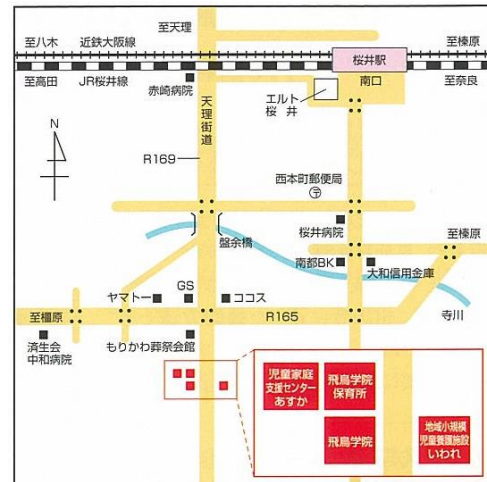 至天理
至八木
近鉄大阪線
桜井駅
至榛原
至高田
JR桜井線
南口
至奈良
赤崎病院
エルト
桜井
天理街道
N
R169
西本町郵便局
〒
桜井病院
盤余橋
至榛原
南都BK
大和信用金庫
GS
ヤマトー
ココス
至橿原
R165
寺川
済生会
中和病院
もりかわ葬祭会館
児童家庭
支援センター
あすか
飛鳥学院
保育所
飛鳥学院
地域小規模
児童養護施設
いわれ